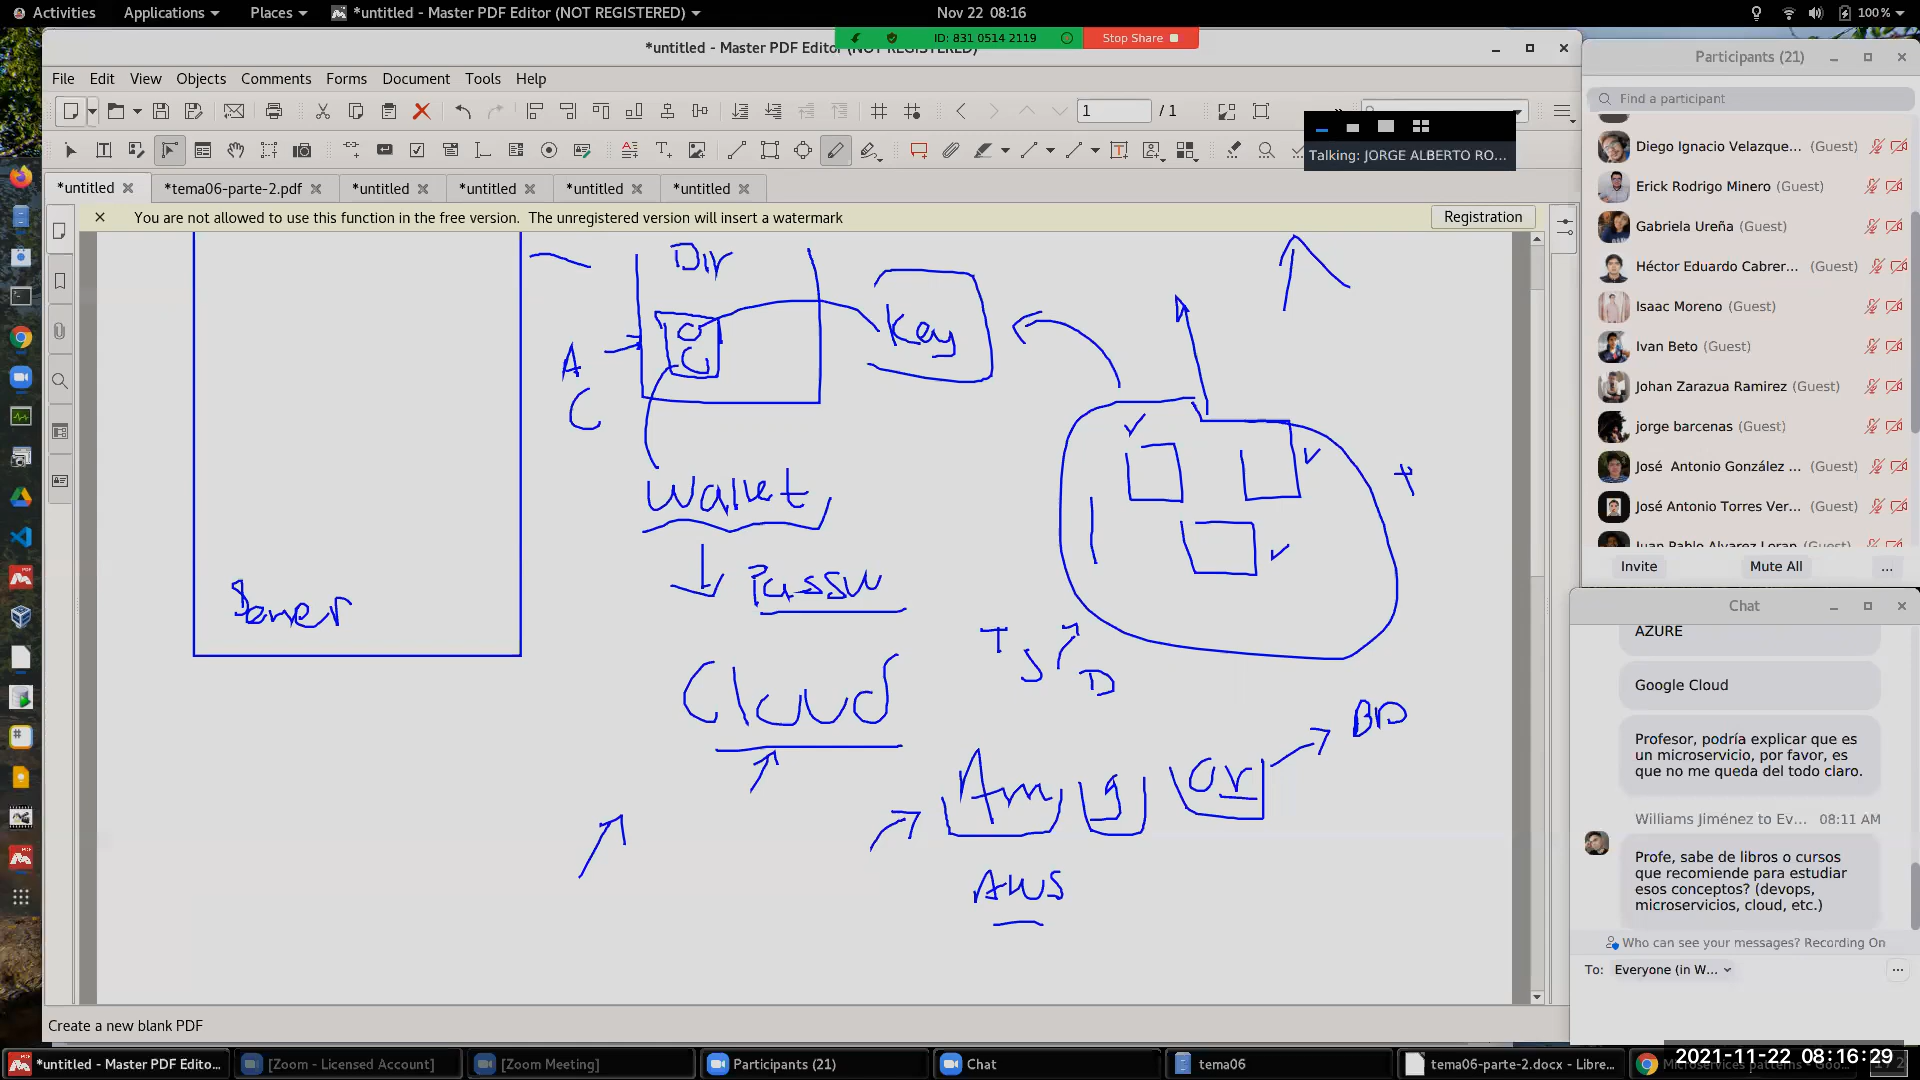 Activities
Applications
Places
*untitled - Master PDF Editor (NOT REGISTERED)
Nov 22 08:16
100%
*untitled - Master PDF Editor (NOT REGISTERED)
ID: 831 0514 2119
Stop Share
File Edit View Objects Comments Forms Document Tools Help
1 / 1
Talking: JORGE ALBERTO RO...
*untitled
*tema06-parte-2.pdf
*untitled
*untitled
*untitled
*untitled
You are not allowed to use this function in the free version. The unregistered version will insert a watermark
Registration
Dir
Key
A
C
Wallet
Passw
Cloud
T
D
BD
Am g Or
AWS
Create a new blank PDF
Participants (21)
Find a participant
Diego Ignacio Velazque... (Guest)
Erick Rodrigo Minero (Guest)
Gabriela Ureña (Guest)
Héctor Eduardo Cabrer... (Guest)
Isaac Moreno (Guest)
Ivan Beto (Guest)
Johan Zarazua Ramirez (Guest)
jorge barcenas (Guest)
José Antonio González ... (Guest)
José Antonio Torres Ver... (Guest)
Juan Pablo Alvarez Loran (Guest)
Invite
Mute All
...
Chat
AZURE
Google Cloud
Profesor, podría explicar que es
un microservicio, por favor, es
que no me queda del todo claro.
Williams Jiménez to Ev... 08:11 AM
Profe, sabe de libros o cursos
que recomiende para estudiar
esos conceptos? (devops,
microservicios, cloud, etc.)
Who can see your messages? Recording On
To: Everyone (in W...
*untitled - Master PDF Edito...
[Zoom - Licensed Account]
[Zoom Meeting]
Participants (21)
Chat
tema06
tema06-parte-2.docx - Libre...
2021-11-22 08:16:29